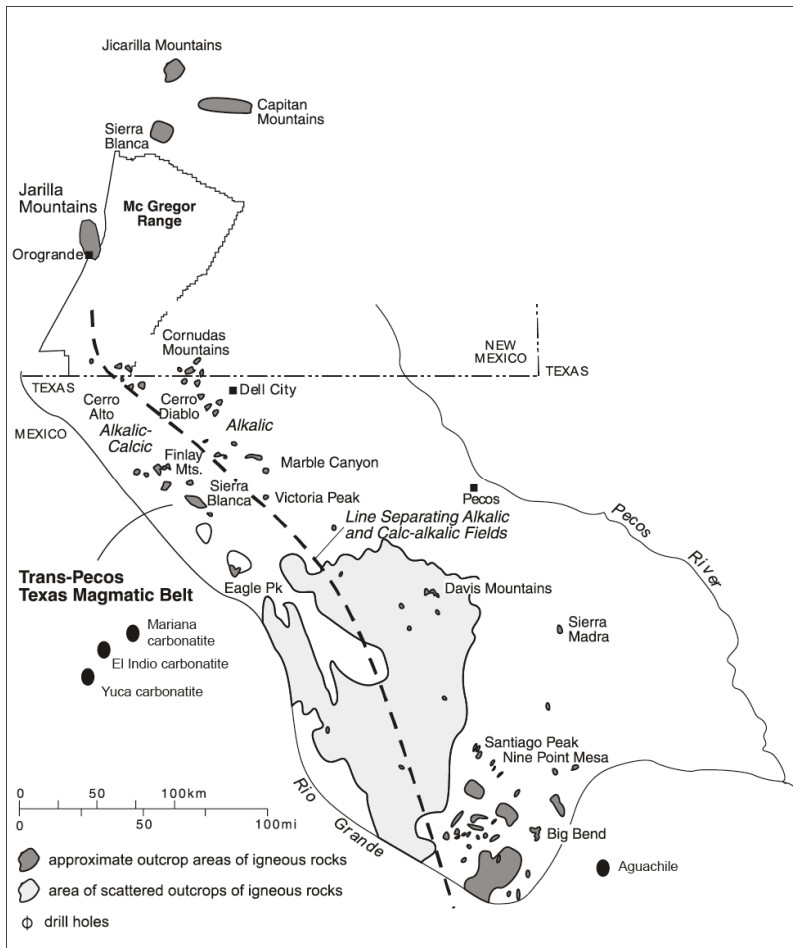 Jicarilla Mountains
Capitan
Mountains
Sierra
Blanca
Jarilla
Mountains
Mc Gregor
Range
Orogrande
Cornudas
Mountains
NEW
MEXICO
TEXAS
TEXAS
Dell City
Cerro
Alto
Cerro
Diablo
MEXICO
Alkalic-
Calcic
Alkalic
Finlay
Mts.
Marble Canyon
Sierra
Blanca
Victoria Peak
Pecos
Line Separating Alkalic
and Calc-alkalic Fields
Pecos
River
Trans-Pecos
Texas Magmatic Belt
Eagle Pk
Davis Mountains
Mariana
carbonatite
El Indio carbonatite
Yuca carbonatite
Sierra
Madra
Santiago Peak
Nine Point Mesa
Rio
Grande
0 50 100km
0 50 100mi
Big Bend
Aguachile
approximate outcrop areas of igneous rocks
area of scattered outcrops of igneous rocks
drill holes